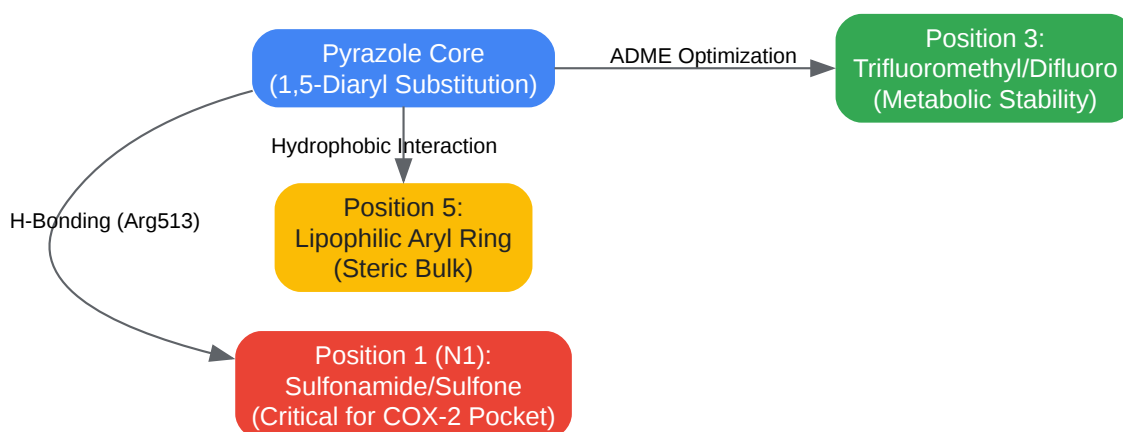 Pyrazole Core
(1,5-Diaryl Substitution)
ADME Optimization
Position 3:
Trifluoromethyl/Difluoro
(Metabolic Stability)
Hydrophobic Interaction
Position 5:
Lipophilic Aryl Ring
(Steric Bulk)
H-Bonding (Arg513)
Position 1 (N1):
Sulfonamide/Sulfone
(Critical for COX-2 Pocket)